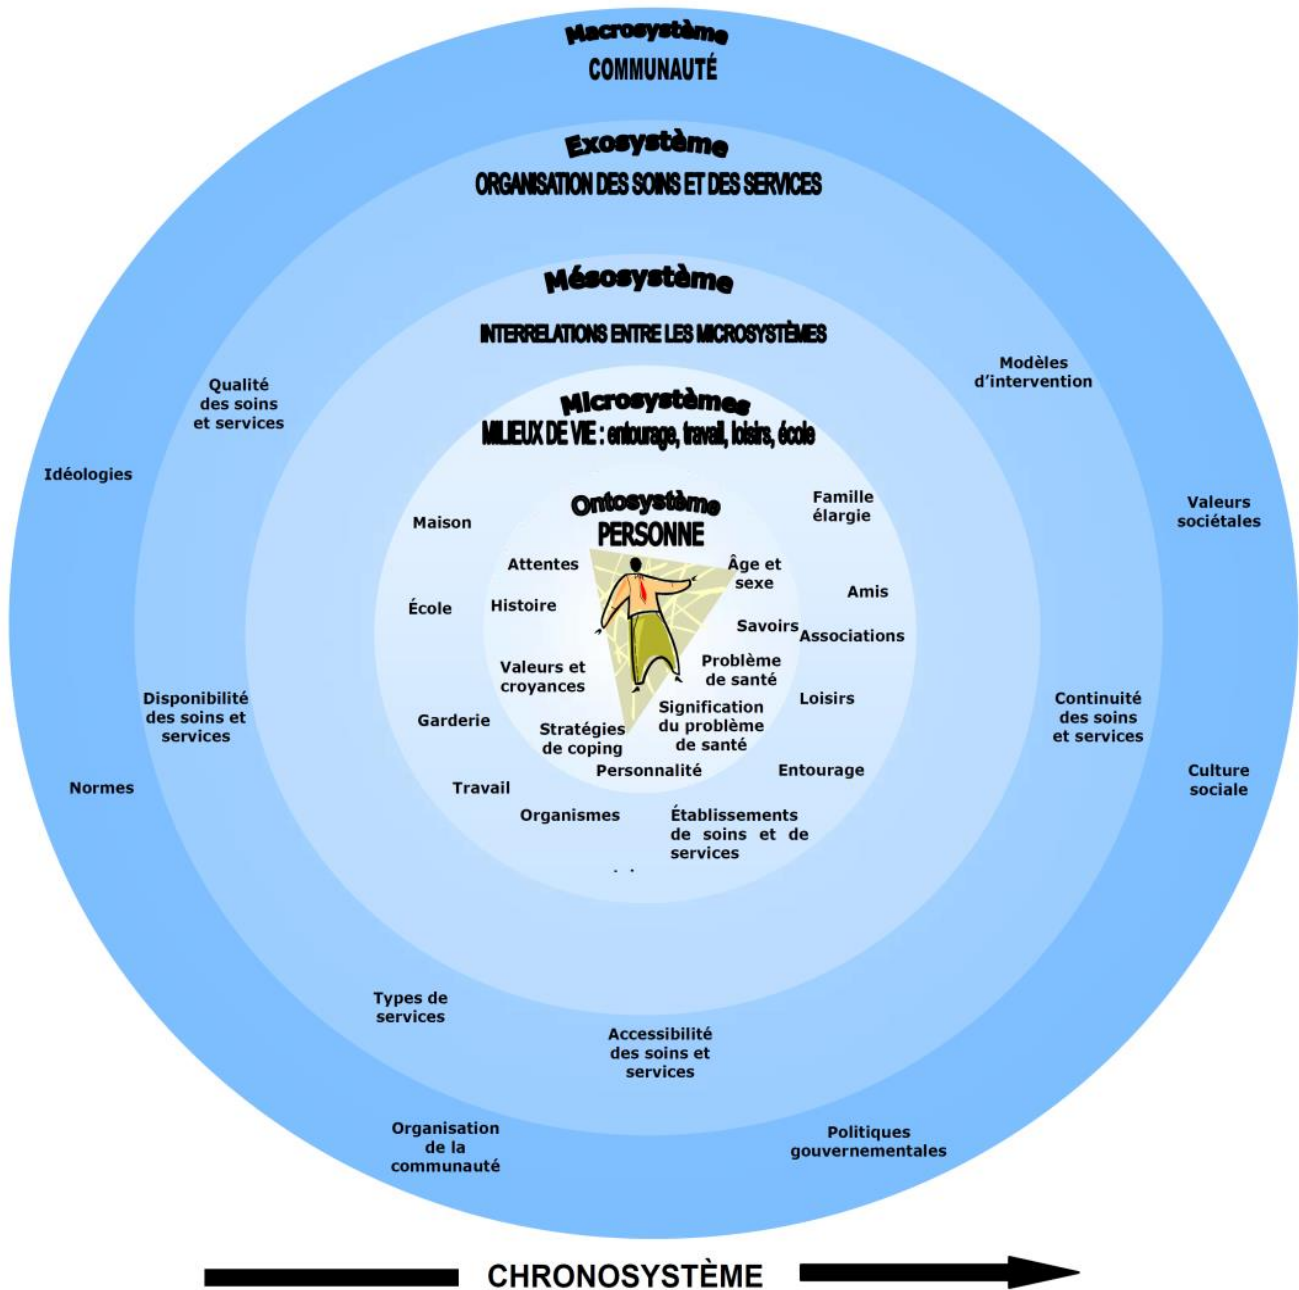 Macrosystème
COMMUNAUTÉ
Exosystème
ORGANISATION DES SOINS ET DES SERVICES
Mésosystème
INTERRELATIONS ENTRE LES MICROSYSTÈMES
Modèles
d'intervention
Qualité
des soins
et services
Microsystèmes
MILIEUX DE VIE : entourage, travail, loisirs, école
Idéologies
Valeurs
sociétales
Famille
élargie
Maison
Ontosystème
PERSONNE
Attentes
Âge et
sexe
École
Histoire
Amis
Savoirs
Associations
Valeurs et
croyances
Problème
de santé
Disponibilité
des soins et
services
Garderie
Stratégies
de coping
Signification
du problème
de santé
Loisirs
Continuité
des soins
et services
Personnalité
Entourage
Normes
Travail
Culture
sociale
Organismes
Établissements
de soins et de
services
. .
Types de
services
Accessibilité
des soins et
services
Organisation
de la
communauté
Politiques
gouvernementales
CHRONOSYSTÈME